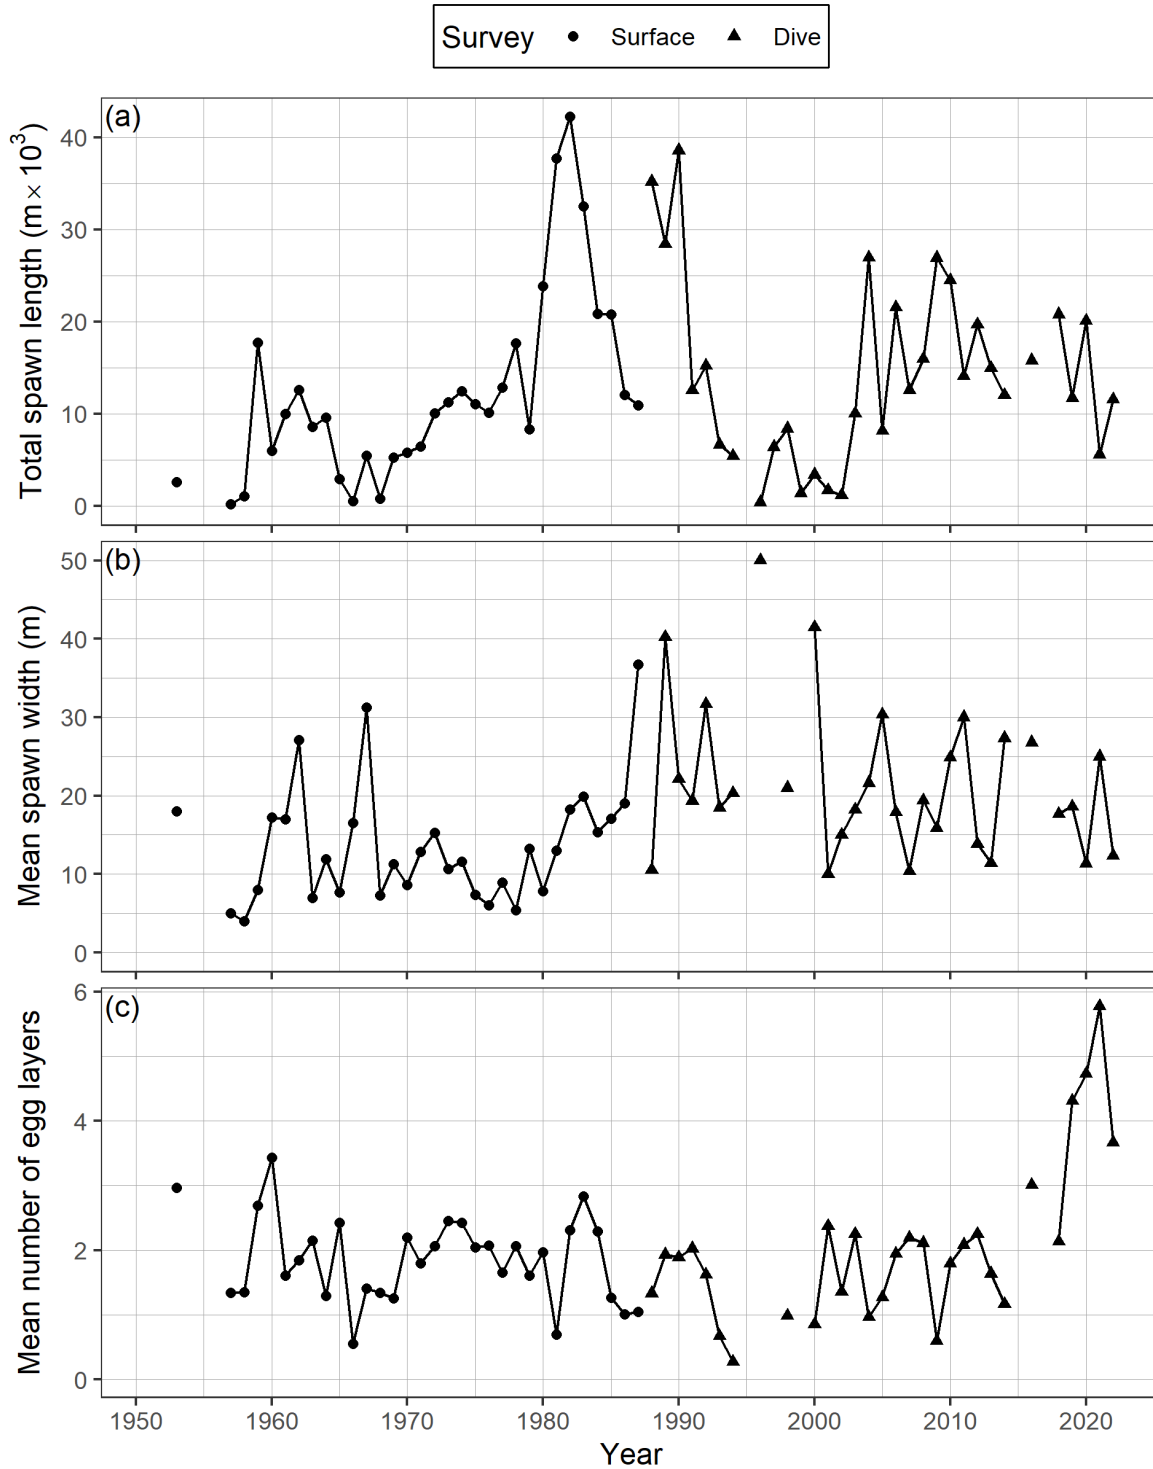 Survey Surface Dive
(a)
Total spawn length (m × 10³)
40
30
20
10
0
(b)
Mean spawn width (m)
50
40
30
20
10
0
(c)
Mean number of egg layers
6
4
2
0
1950 1960 1970 1980 1990 2000 2010 2020
Year